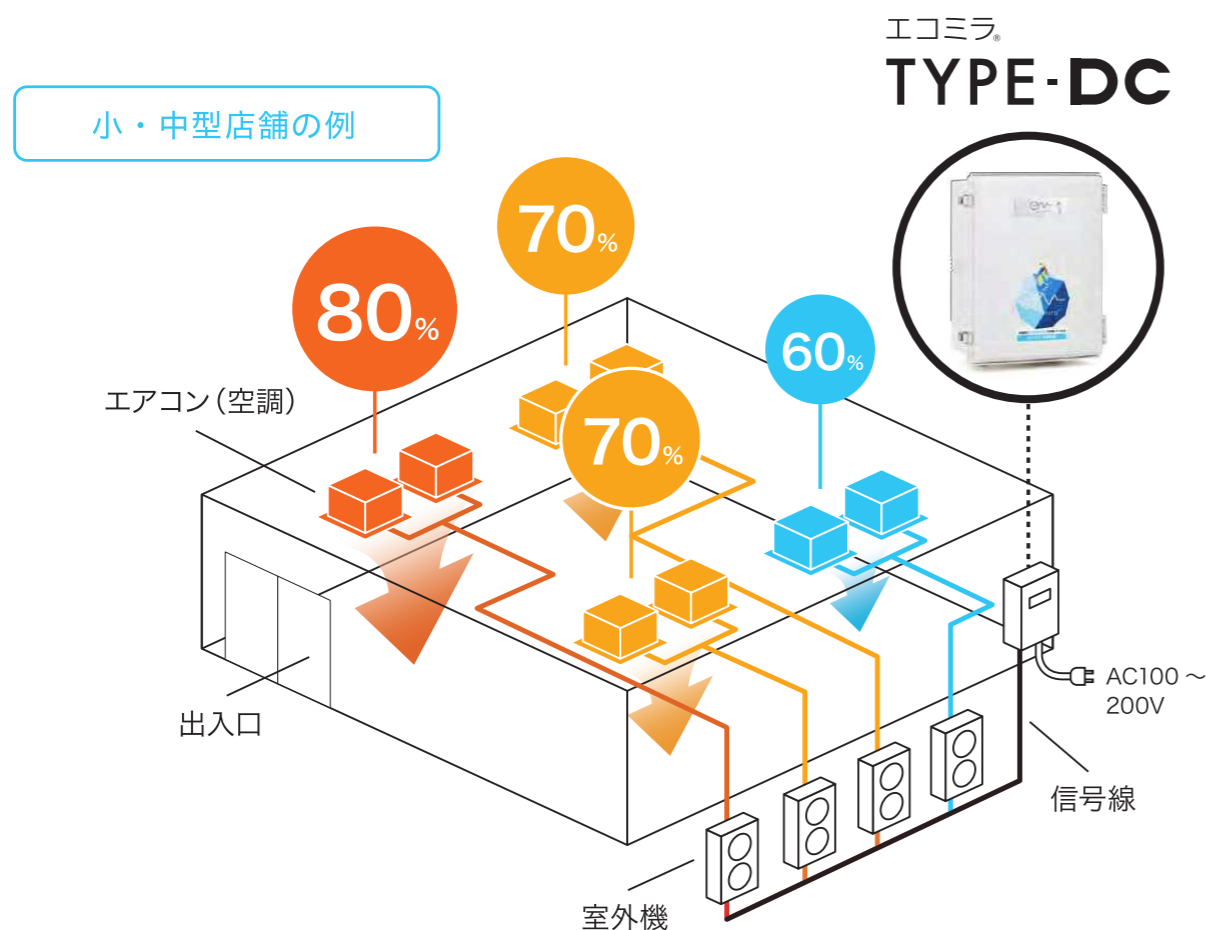 エコミラ®
TYPE-DC
小・中型店舗の例
70%
80%
60%
エアコン(空調)
70%
AC100～
200V
出入口
信号線
室外機